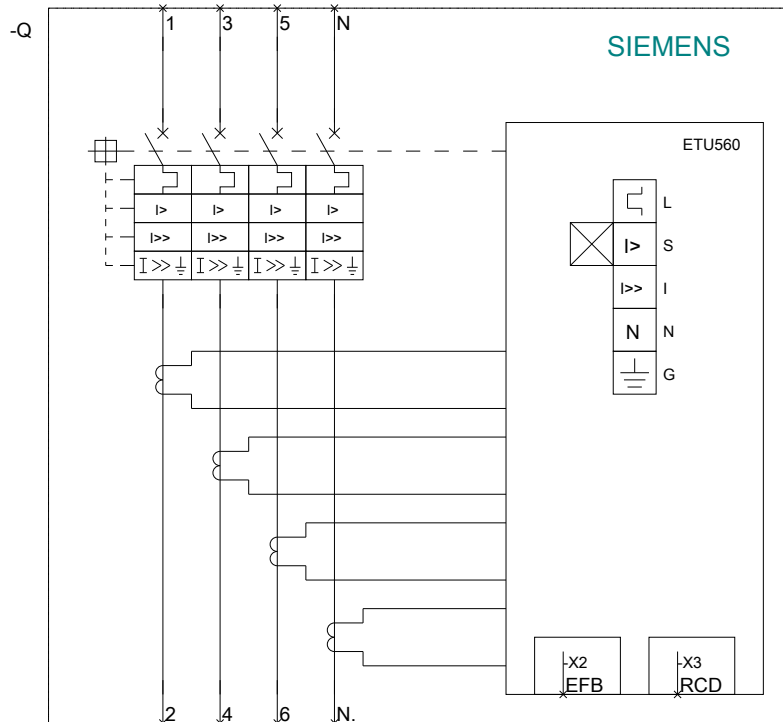 -Q
1 3 5 N
SIEMENS
ETU560
L
I> I> I> I>
I> S
I>> I>> I>> I>>
I>> I
I >> I >> I >> I >>
N N
G
-X2 -X3
EFB RCD
2 4 6 N.